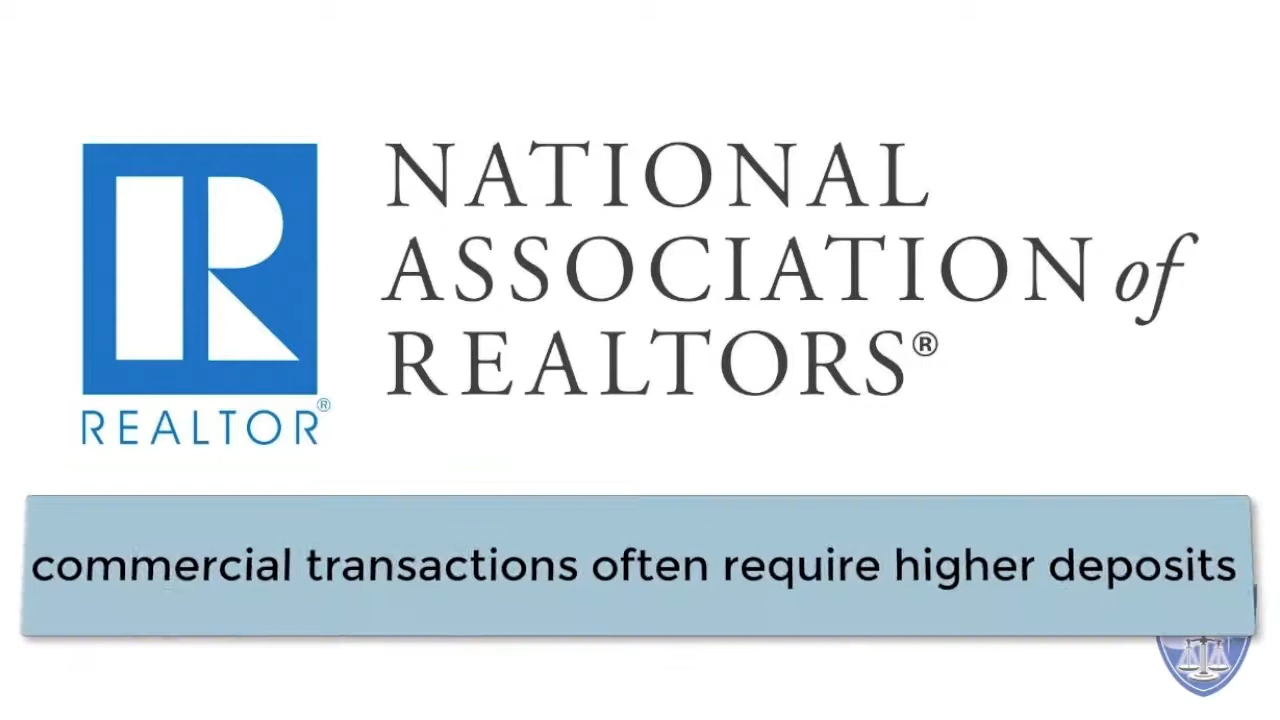 NATIONAL
ASSOCIATION of
REALTORS®
REALTOR®
commercial transactions often require higher deposits